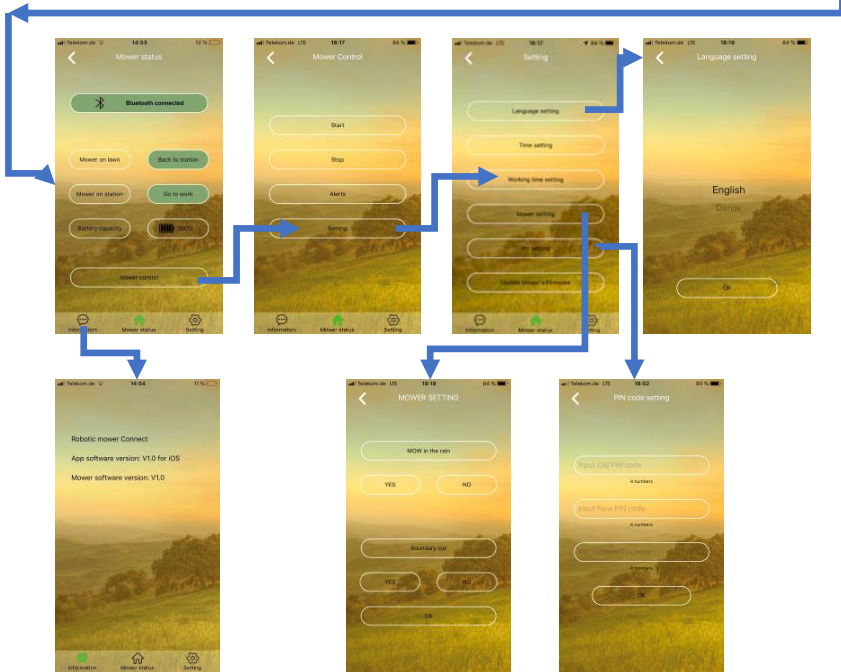 Telekom.de 14:53 12 %
Mower status
Bluetooth connected
Mower on lawn Back to station
Mower on station Go to work
Battery capacity 100%
Mower control
Information Mower status Setting
Telekom.de LTE 18:17 84 %
Mower Control
Start
Stop
Alerts
Setting
Information Mower status Setting
Telekom.de LTE 18:17 84 %
Setting
Language setting
Time setting
Working time setting
Mower setting
Pin setting
Update Mower's Firmware
Information Mower status Setting
Telekom.de LTE 18:19 84 %
Language setting
English
Dansk
OK
Telekom.de 14:54 11 %
Robotic mower Connect
App software version: V1.0 for iOS
Mower software version: V1.0
Information Mower status Setting
Telekom.de LTE 18:18 84 %
MOWER SETTING
MOW in the rain
YES NO
Boundary cut
YES NO
OK
Telekom.de LTE 18:02 90 %
PIN code setting
Input Old PIN code
4 numbers
Input New PIN code
4 numbers
4 numbers
OK